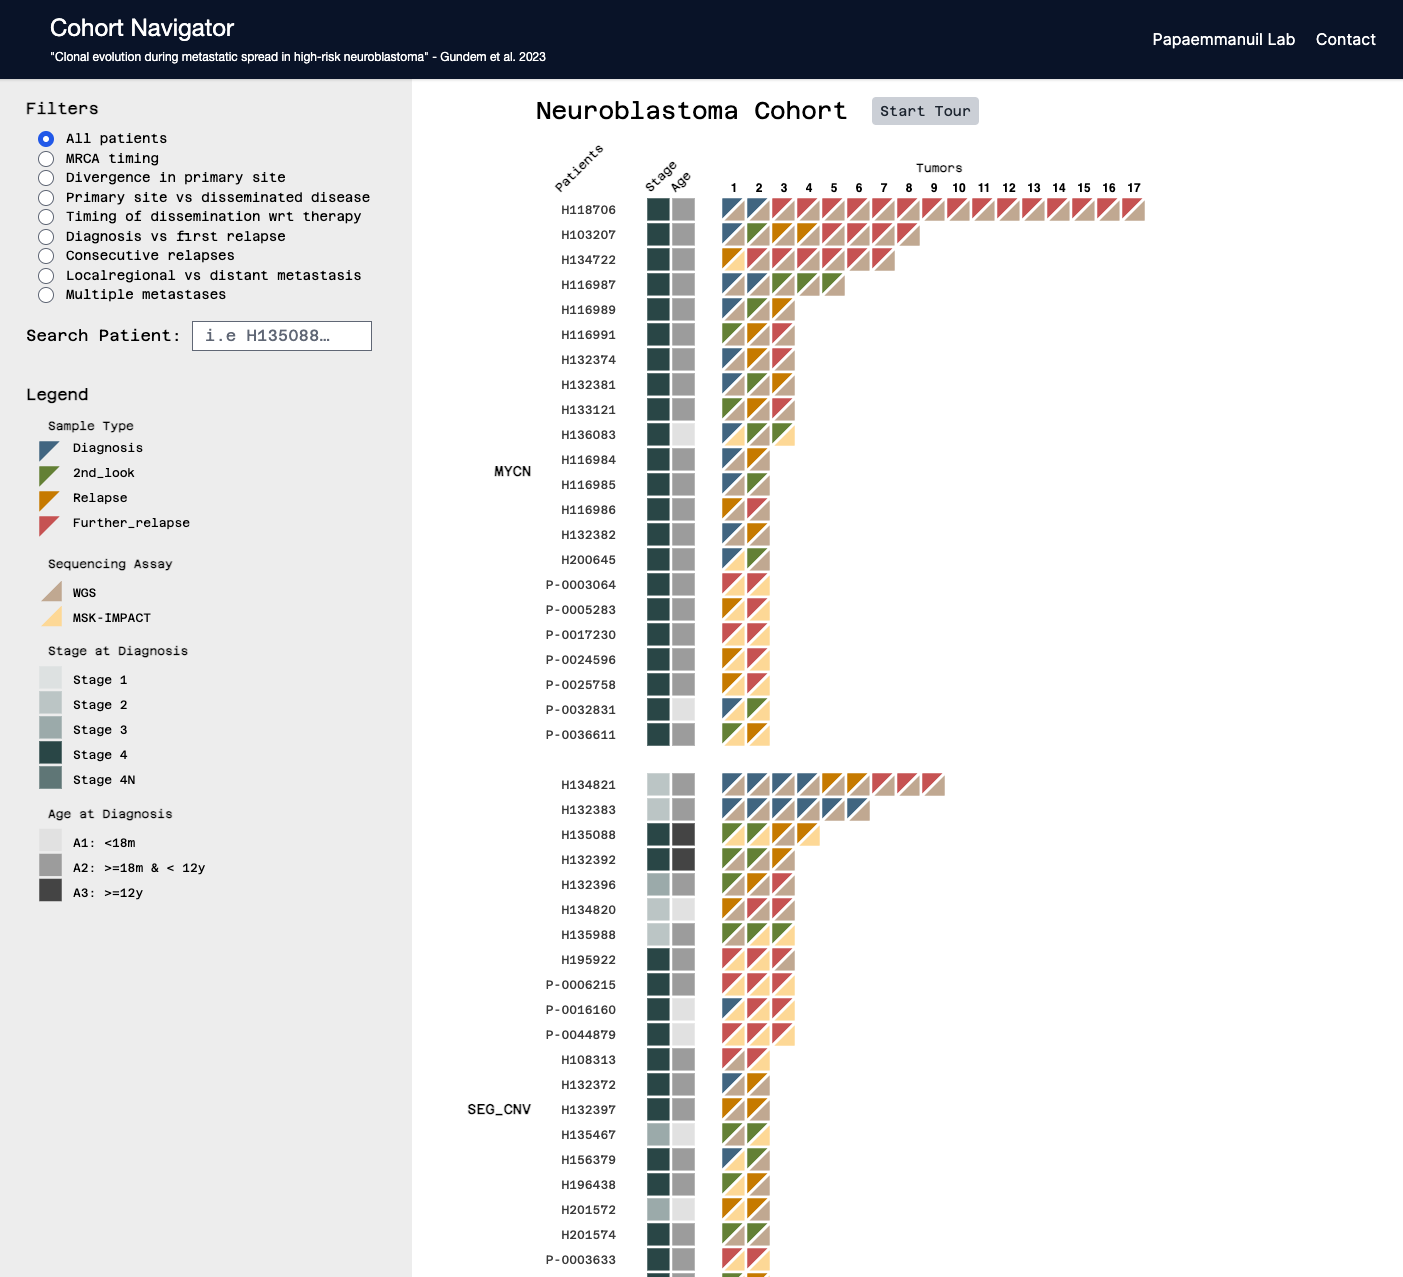 Cohort Navigator
"Clonal evolution during metastatic spread in high-risk neuroblastoma" - Gundem et al. 2023
Papaemmanuil Lab
Contact
Filters
All patients
MRCA timing
Divergence in primary site
Primary site vs disseminated disease
Timing of dissemination wrt therapy
Diagnosis vs first relapse
Consecutive relapses
Localregional vs distant metastasis
Multiple metastases
Search Patient:
i.e H135088…
Legend
Sample Type
Diagnosis
2nd_look
Relapse
Further_relapse
Sequencing Assay
WGS
MSK-IMPACT
Stage at Diagnosis
Stage 1
Stage 2
Stage 3
Stage 4
Stage 4N
Age at Diagnosis
A1: <18m
A2: >=18m & < 12y
A3: >=12y
Neuroblastoma Cohort
Start Tour
Patients
Stage
Age
Tumors
1 2 3 4 5 6 7 8 9 10 11 12 13 14 15 16 17
H118706
H103207
H134722
H116987
H116989
H116991
H132374
H132381
H133121
H136083
H116984
MYCN
H116985
H116986
H132382
H200645
P-0003064
P-0005283
P-0017230
P-0024596
P-0025758
P-0032831
P-0036611
H134821
H132383
H135088
H132392
H132396
H134820
H135988
H195922
P-0006215
P-0016160
P-0044879
H108313
H132372
SEG_CNV
H132397
H135467
H156379
H196438
H201572
H201574
P-0003633